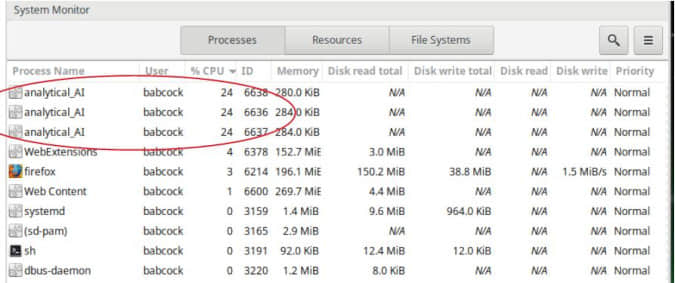 System Monitor
Processes Resources File Systems
Process Name User % CPU ID Memory Disk read total Disk write total Disk read Disk write Priority
analytical_AI babcock 24 6638 280.0 KiB N/A N/A N/A N/A Normal
analytical_AI babcock 24 6636 284.0 KiB N/A N/A N/A N/A Normal
analytical_AI babcock 24 6637 284.0 KiB N/A N/A N/A N/A Normal
WebExtensions babcock 4 6378 152.7 MiB 3.0 MiB N/A N/A N/A Normal
firefox babcock 3 6214 196.1 MiB 150.2 MiB 38.8 MiB N/A 1.5 MiB/s Normal
Web Content babcock 1 6600 269.7 MiB 4.4 MiB N/A N/A N/A Normal
systemd babcock 0 3159 1.4 MiB 9.6 MiB 964.0 KiB N/A N/A Normal
(sd-pam) babcock 0 3165 2.9 MiB N/A N/A N/A N/A Normal
sh babcock 0 3191 92.0 KiB 12.4 MiB 12.0 KiB N/A N/A Normal
dbus-daemon babcock 0 3220 1.2 MiB 8.0 KiB N/A N/A N/A Normal